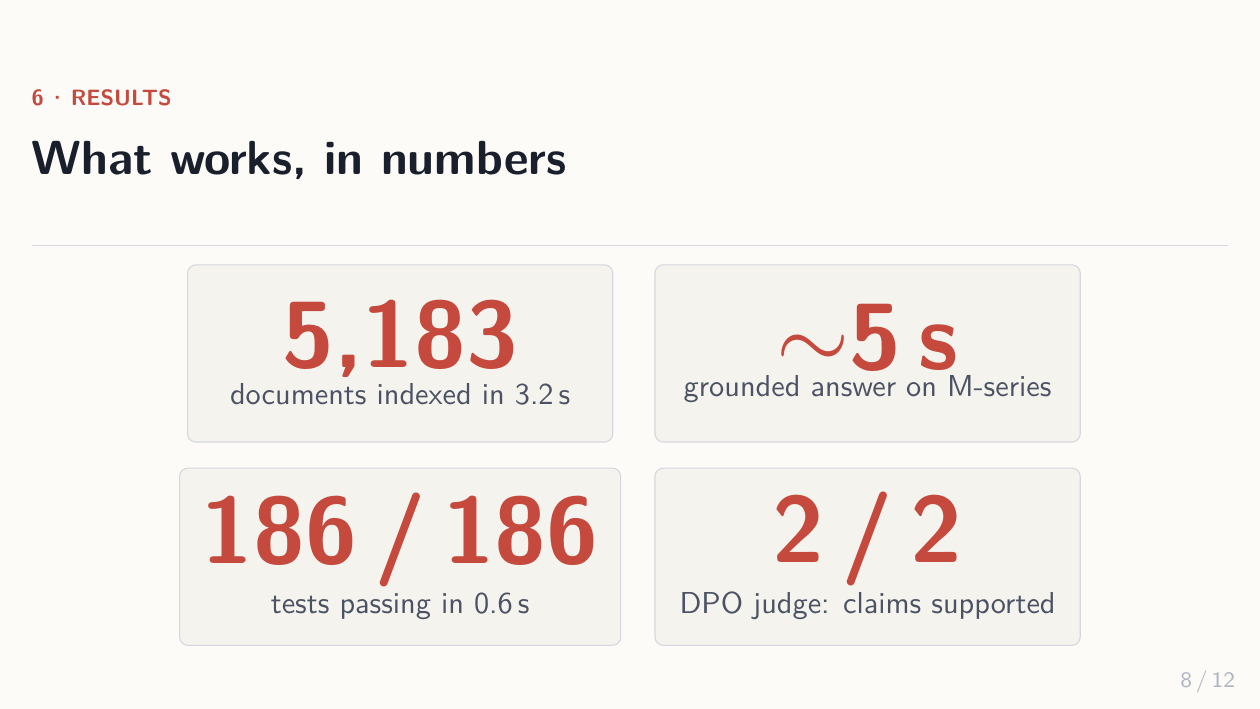 6 · RESULTS
What works, in numbers
5,183
documents indexed in 3.2 s
∼5 s
grounded answer on M-series
186 / 186
tests passing in 0.6 s
2 / 2
DPO judge: claims supported
8 / 12